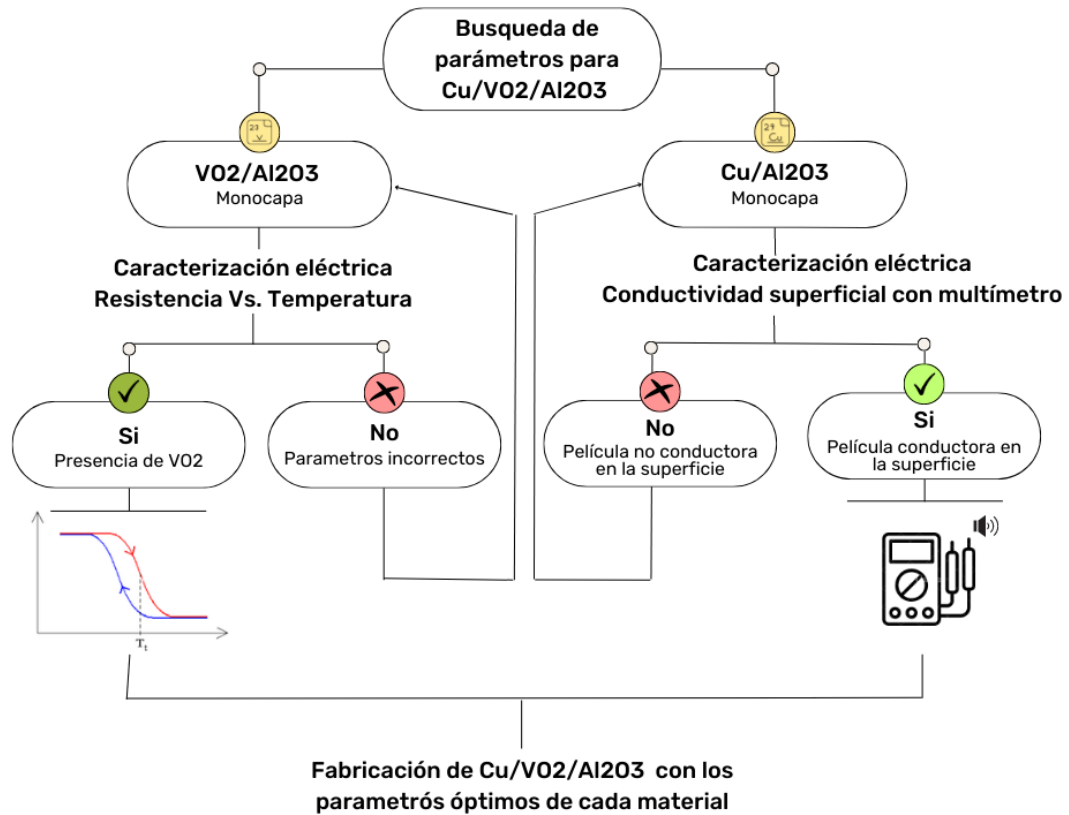 Busqueda de
parámetros para
Cu/VO2/Al2O3
23
V
29
Cu
VO2/Al2O3
Monocapa
Cu/Al2O3
Monocapa
Caracterización eléctrica
Resistencia Vs. Temperatura
Caracterización eléctrica
Conductividad superficial con multímetro
Si
Presencia de VO2
No
Parametros incorrectos
No
Película no conductora
en la superficie
Si
Película conductora en
la superficie
Tt
Fabricación de Cu/VO2/Al2O3 con los
parametrós óptimos de cada material